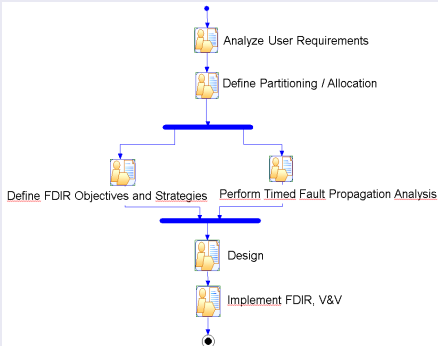 Analyze User Requirements
Define Partitioning / Allocation
Define FDIR Objectives and Strategies
Perform Timed Fault Propagation Analysis
Design
Implement FDIR, V&V